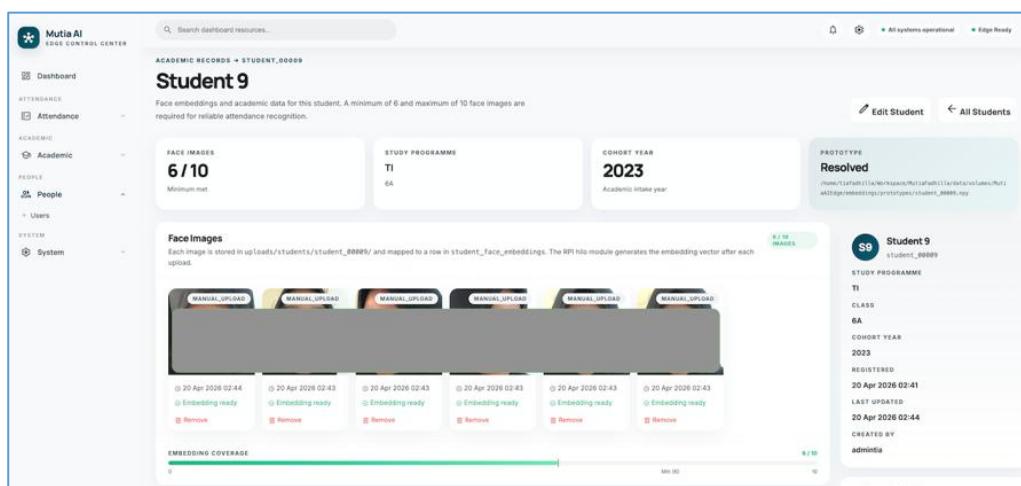 Mutia AI
EDGE CONTROL CENTER
Search dashboard resources...
All systems operational
Edge Ready
Dashboard
ATTENDANCE
Attendance
ACADEMIC
Academic
PEOPLE
People
Users
SYSTEM
System
ACADEMIC RECORDS → STUDENT_00009
Student 9
Face embeddings and academic data for this student. A minimum of 6 and maximum of 10 face images are
required for reliable attendance recognition.
Edit Student
← All Students
FACE IMAGES
6/10
Minimum met
STUDY PROGRAMME
TI
6A
COHORT YEAR
2023
Academic intake year
PROTOTYPE
Resolved
Face Images
6 / 10
IMAGES
Each image is stored in uploads/students/student_00009/ and mapped to a row in student_face_embeddings. The RPI hilo module generates the embedding vector after each
upload.
MANUAL_UPLOAD
MANUAL_UPLOAD
MANUAL_UPLOAD
MANUAL_UPLOAD
MANUAL_UPLOAD
MANUAL_UPLOAD
20 Apr 2026 02:44
20 Apr 2026 02:43
20 Apr 2026 02:43
20 Apr 2026 02:43
20 Apr 2026 02:43
20 Apr 2026 02:43
Embedding ready
Embedding ready
Embedding ready
Embedding ready
Embedding ready
Embedding ready
Remove
Remove
Remove
Remove
Remove
Remove
EMBEDDING COVERAGE
6 / 10
0
10
S9
Student 9
student_00009
STUDY PROGRAMME
TI
CLASS
6A
COHORT YEAR
2023
REGISTERED
20 Apr 2026 02:41
LAST UPDATED
20 Apr 2026 02:44
CREATED BY
admintia